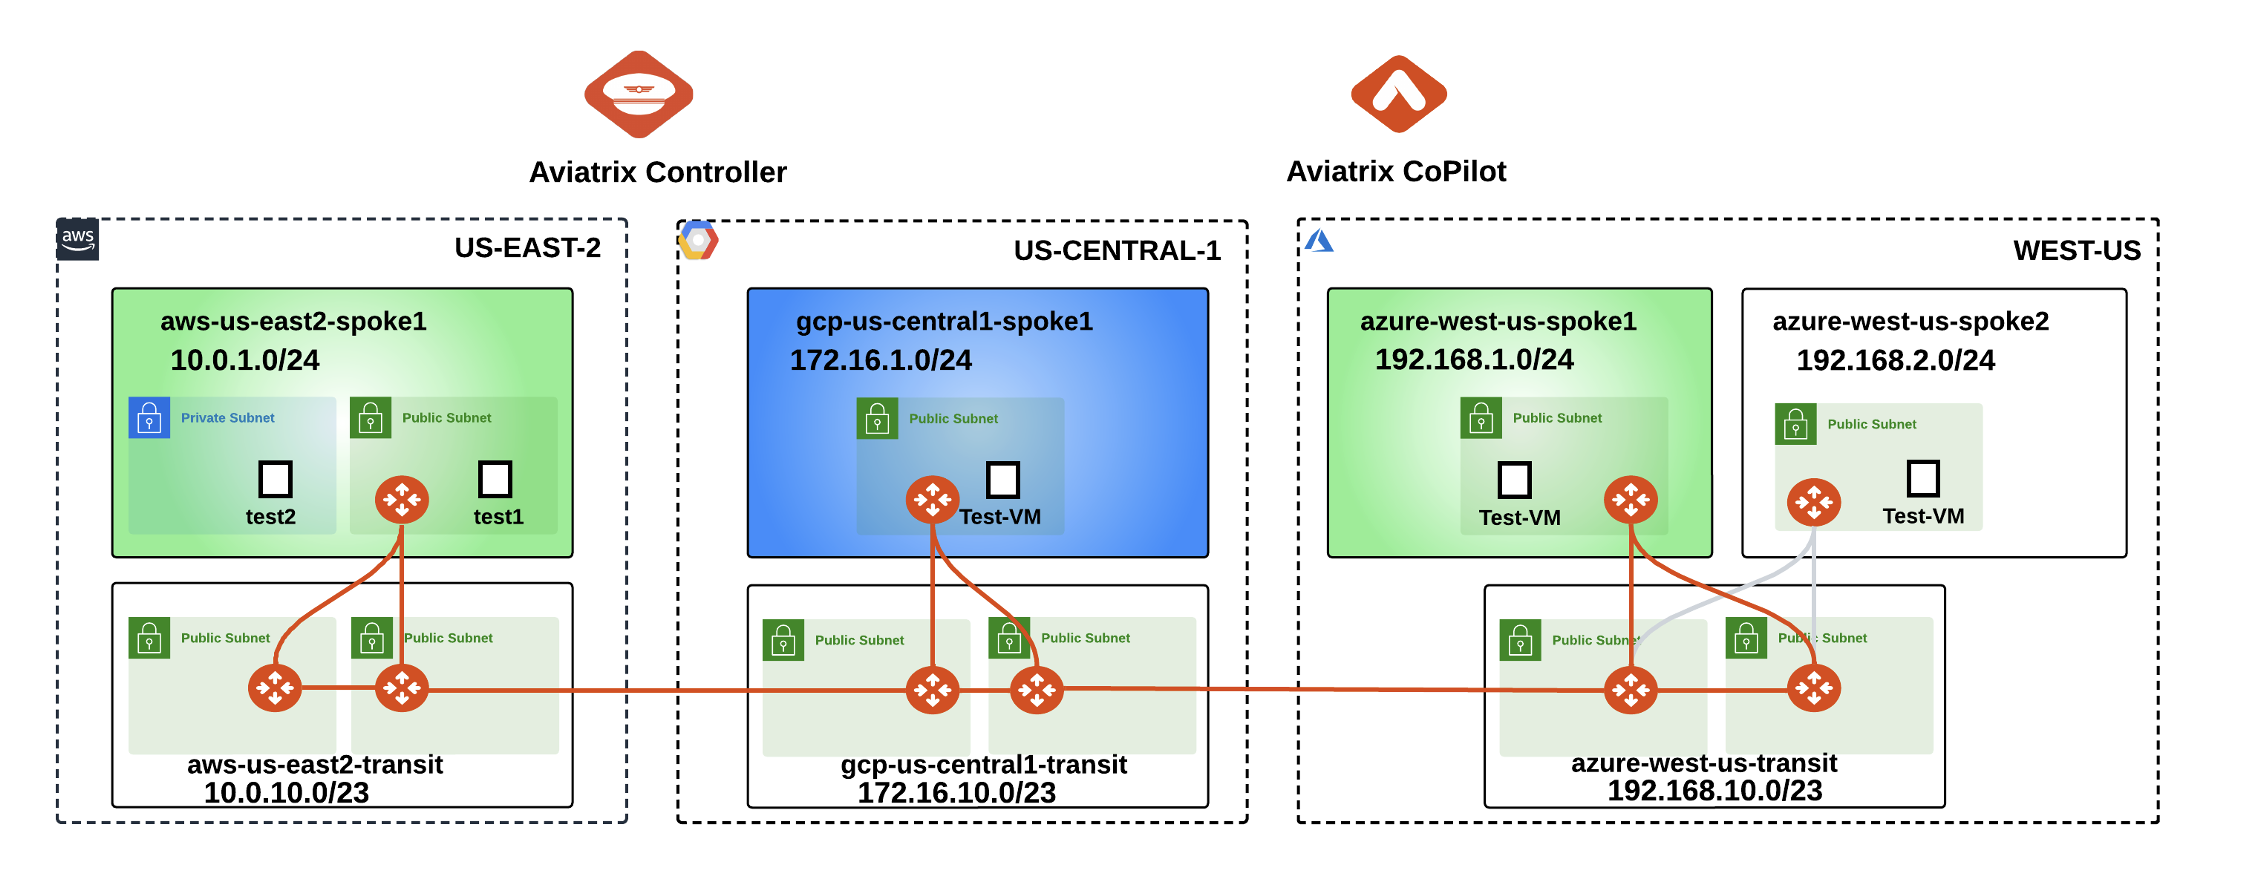 Aviatrix Controller
Aviatrix CoPilot
aws
US-EAST-2
aws-us-east2-spoke1
10.0.1.0/24
Private Subnet
Public Subnet
test2
test1
Public Subnet
Public Subnet
aws-us-east2-transit
10.0.10.0/23
US-CENTRAL-1
gcp-us-central1-spoke1
172.16.1.0/24
Public Subnet
Test-VM
Public Subnet
Public Subnet
gcp-us-central1-transit
172.16.10.0/23
WEST-US
azure-west-us-spoke1
192.168.1.0/24
Public Subnet
Test-VM
azure-west-us-spoke2
192.168.2.0/24
Public Subnet
Test-VM
Public Subnet
Public Subnet
azure-west-us-transit
192.168.10.0/23